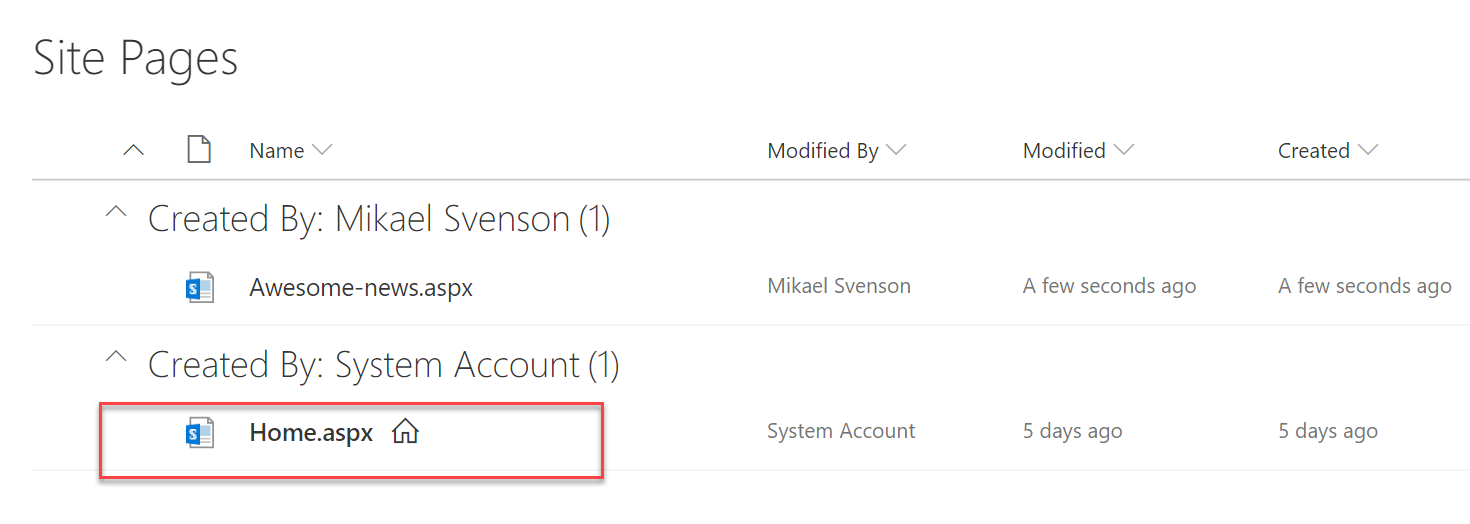 Site Pages
Name Modified By Modified Created
Created By: Mikael Svenson (1)
Awesome-news.aspx Mikael Svenson A few seconds ago A few seconds ago
Created By: System Account (1)
Home.aspx System Account 5 days ago 5 days ago